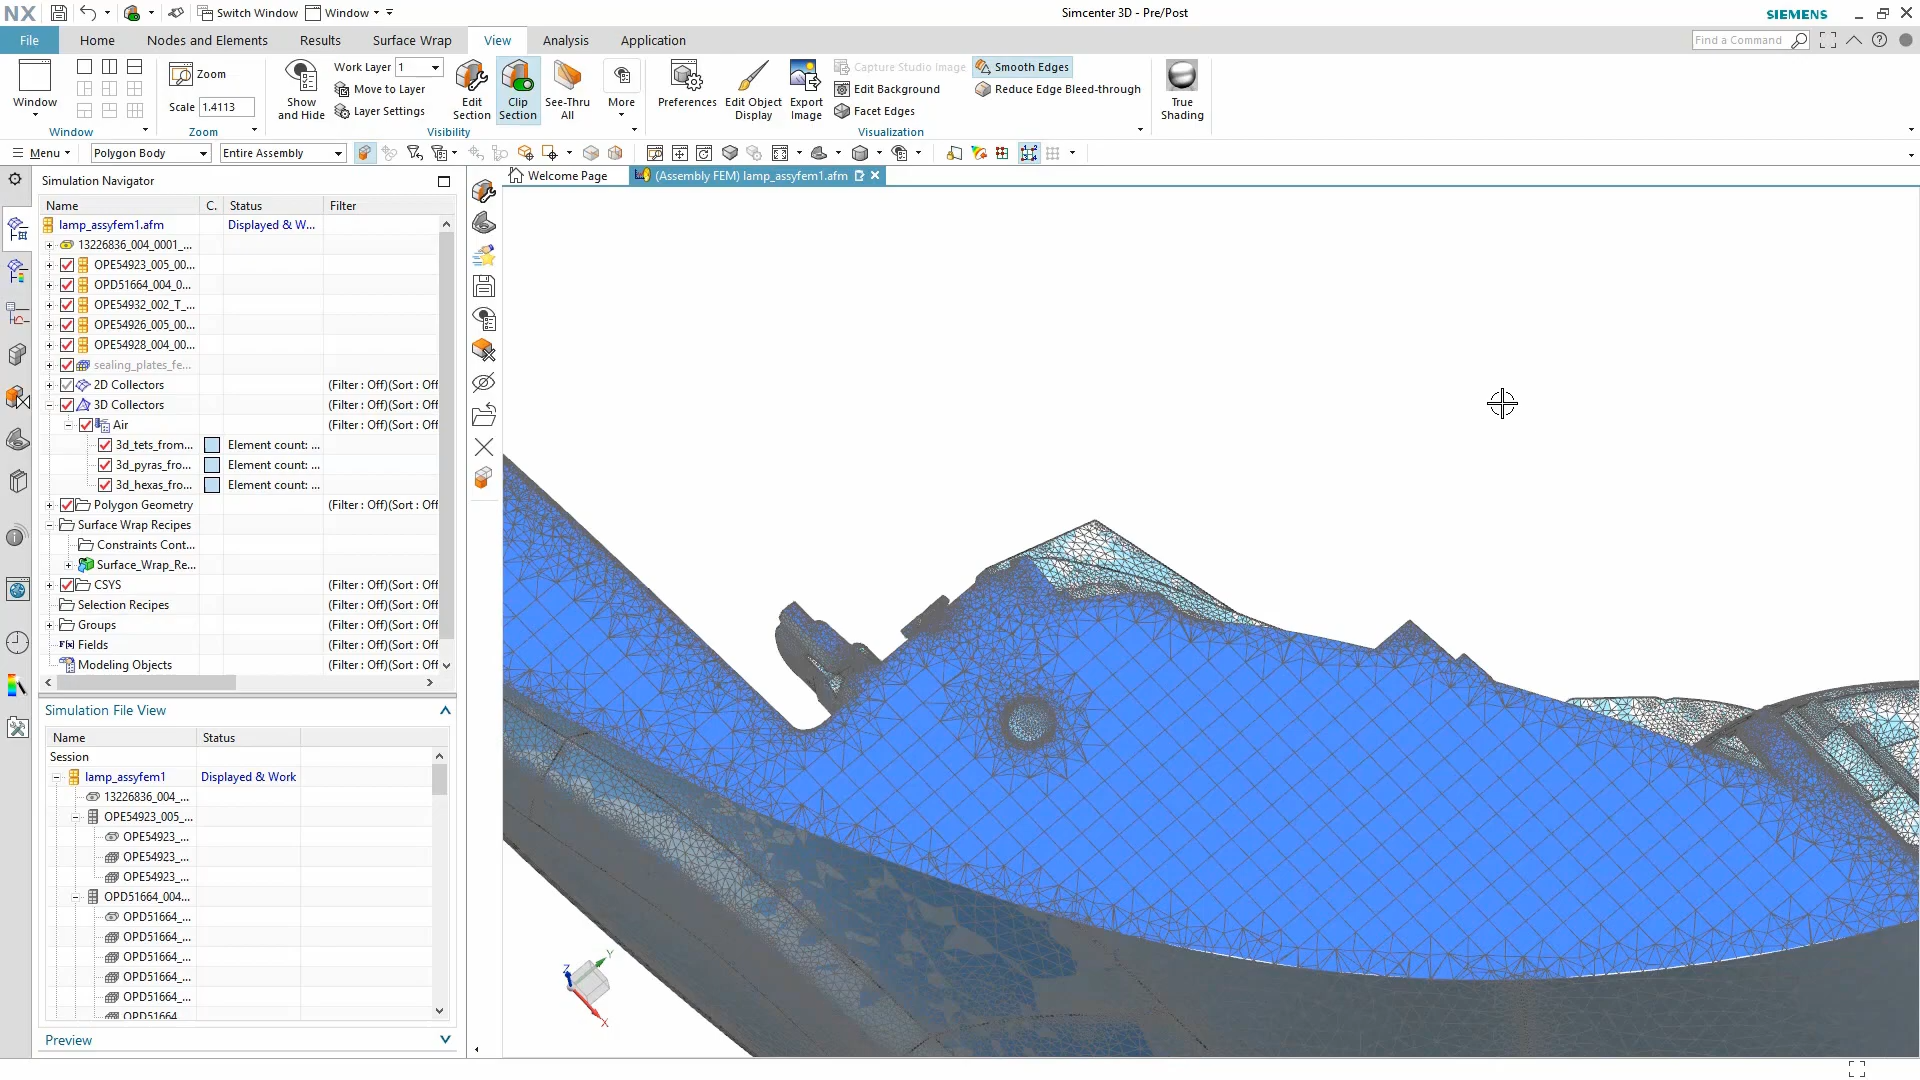 NX
Switch Window
Window
Simcenter 3D - Pre/Post
SIEMENS
File
Home
Nodes and Elements
Results
Surface Wrap
View
Analysis
Application
Find a Command
Window
Zoom
Scale
1.4113
Show and Hide
Work Layer
1
Move to Layer
Layer Settings
Edit Section
Clip Section
See-Thru All
More
Preferences
Edit Object Display
Export Image
Capture Studio Image
Edit Background
Facet Edges
Smooth Edges
Reduce Edge Bleed-through
True Shading
Window
Zoom
Visibility
Visualization
Menu
Polygon Body
Entire Assembly
Simulation Navigator
Welcome Page
(Assembly FEM) lamp_assyfem1.afm
Name
C.
Status
Filter
lamp_assyfem1.afm Displayed & W...
13226836_004_0001_...
OPE54923_005_00...
OPD51664_004_0...
OPE54932_002_T_...
OPE54926_005_00...
OPE54928_004_00...
sealing_plates_fe...
2D Collectors (Filter : Off)(Sort : Off
3D Collectors (Filter : Off)(Sort : Off
Air (Filter : Off)(Sort : Off
3d_tets_from... Element count: ...
3d_pyras_fro... Element count: ...
3d_hexas_fro... Element count: ...
Polygon Geometry (Filter : Off)(Sort : Off
Surface Wrap Recipes
Constraints Cont...
Surface_Wrap_Re...
CSYS (Filter : Off)(Sort : Off
Selection Recipes (Filter : Off)(Sort : Off
Groups (Filter : Off)(Sort : Off
Fields (Filter : Off)(Sort : Off
Modeling Objects (Filter : Off)(Sort : Off
Simulation File View
Name
Status
Session
lamp_assyfem1 Displayed & Work
13226836_004_...
OPE54923_005_...
OPE54923_...
OPE54923_...
OPE54923_...
OPD51664_004...
OPD51664_...
OPD51664_...
OPD51664_...
OPD51664_...
OPD51664_...
OPD51664
Preview
Z
Y
X